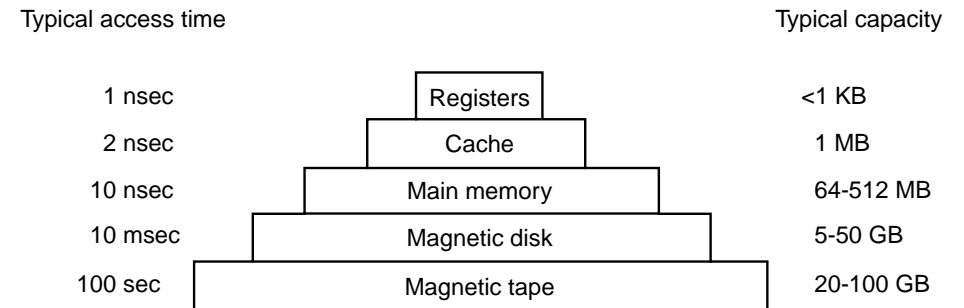 Typical access time Typical capacity
1 nsec Registers <1 KB
2 nsec Cache 1 MB
10 nsec Main memory 64-512 MB
10 msec Magnetic disk 5-50 GB
100 sec Magnetic tape 20-100 GB